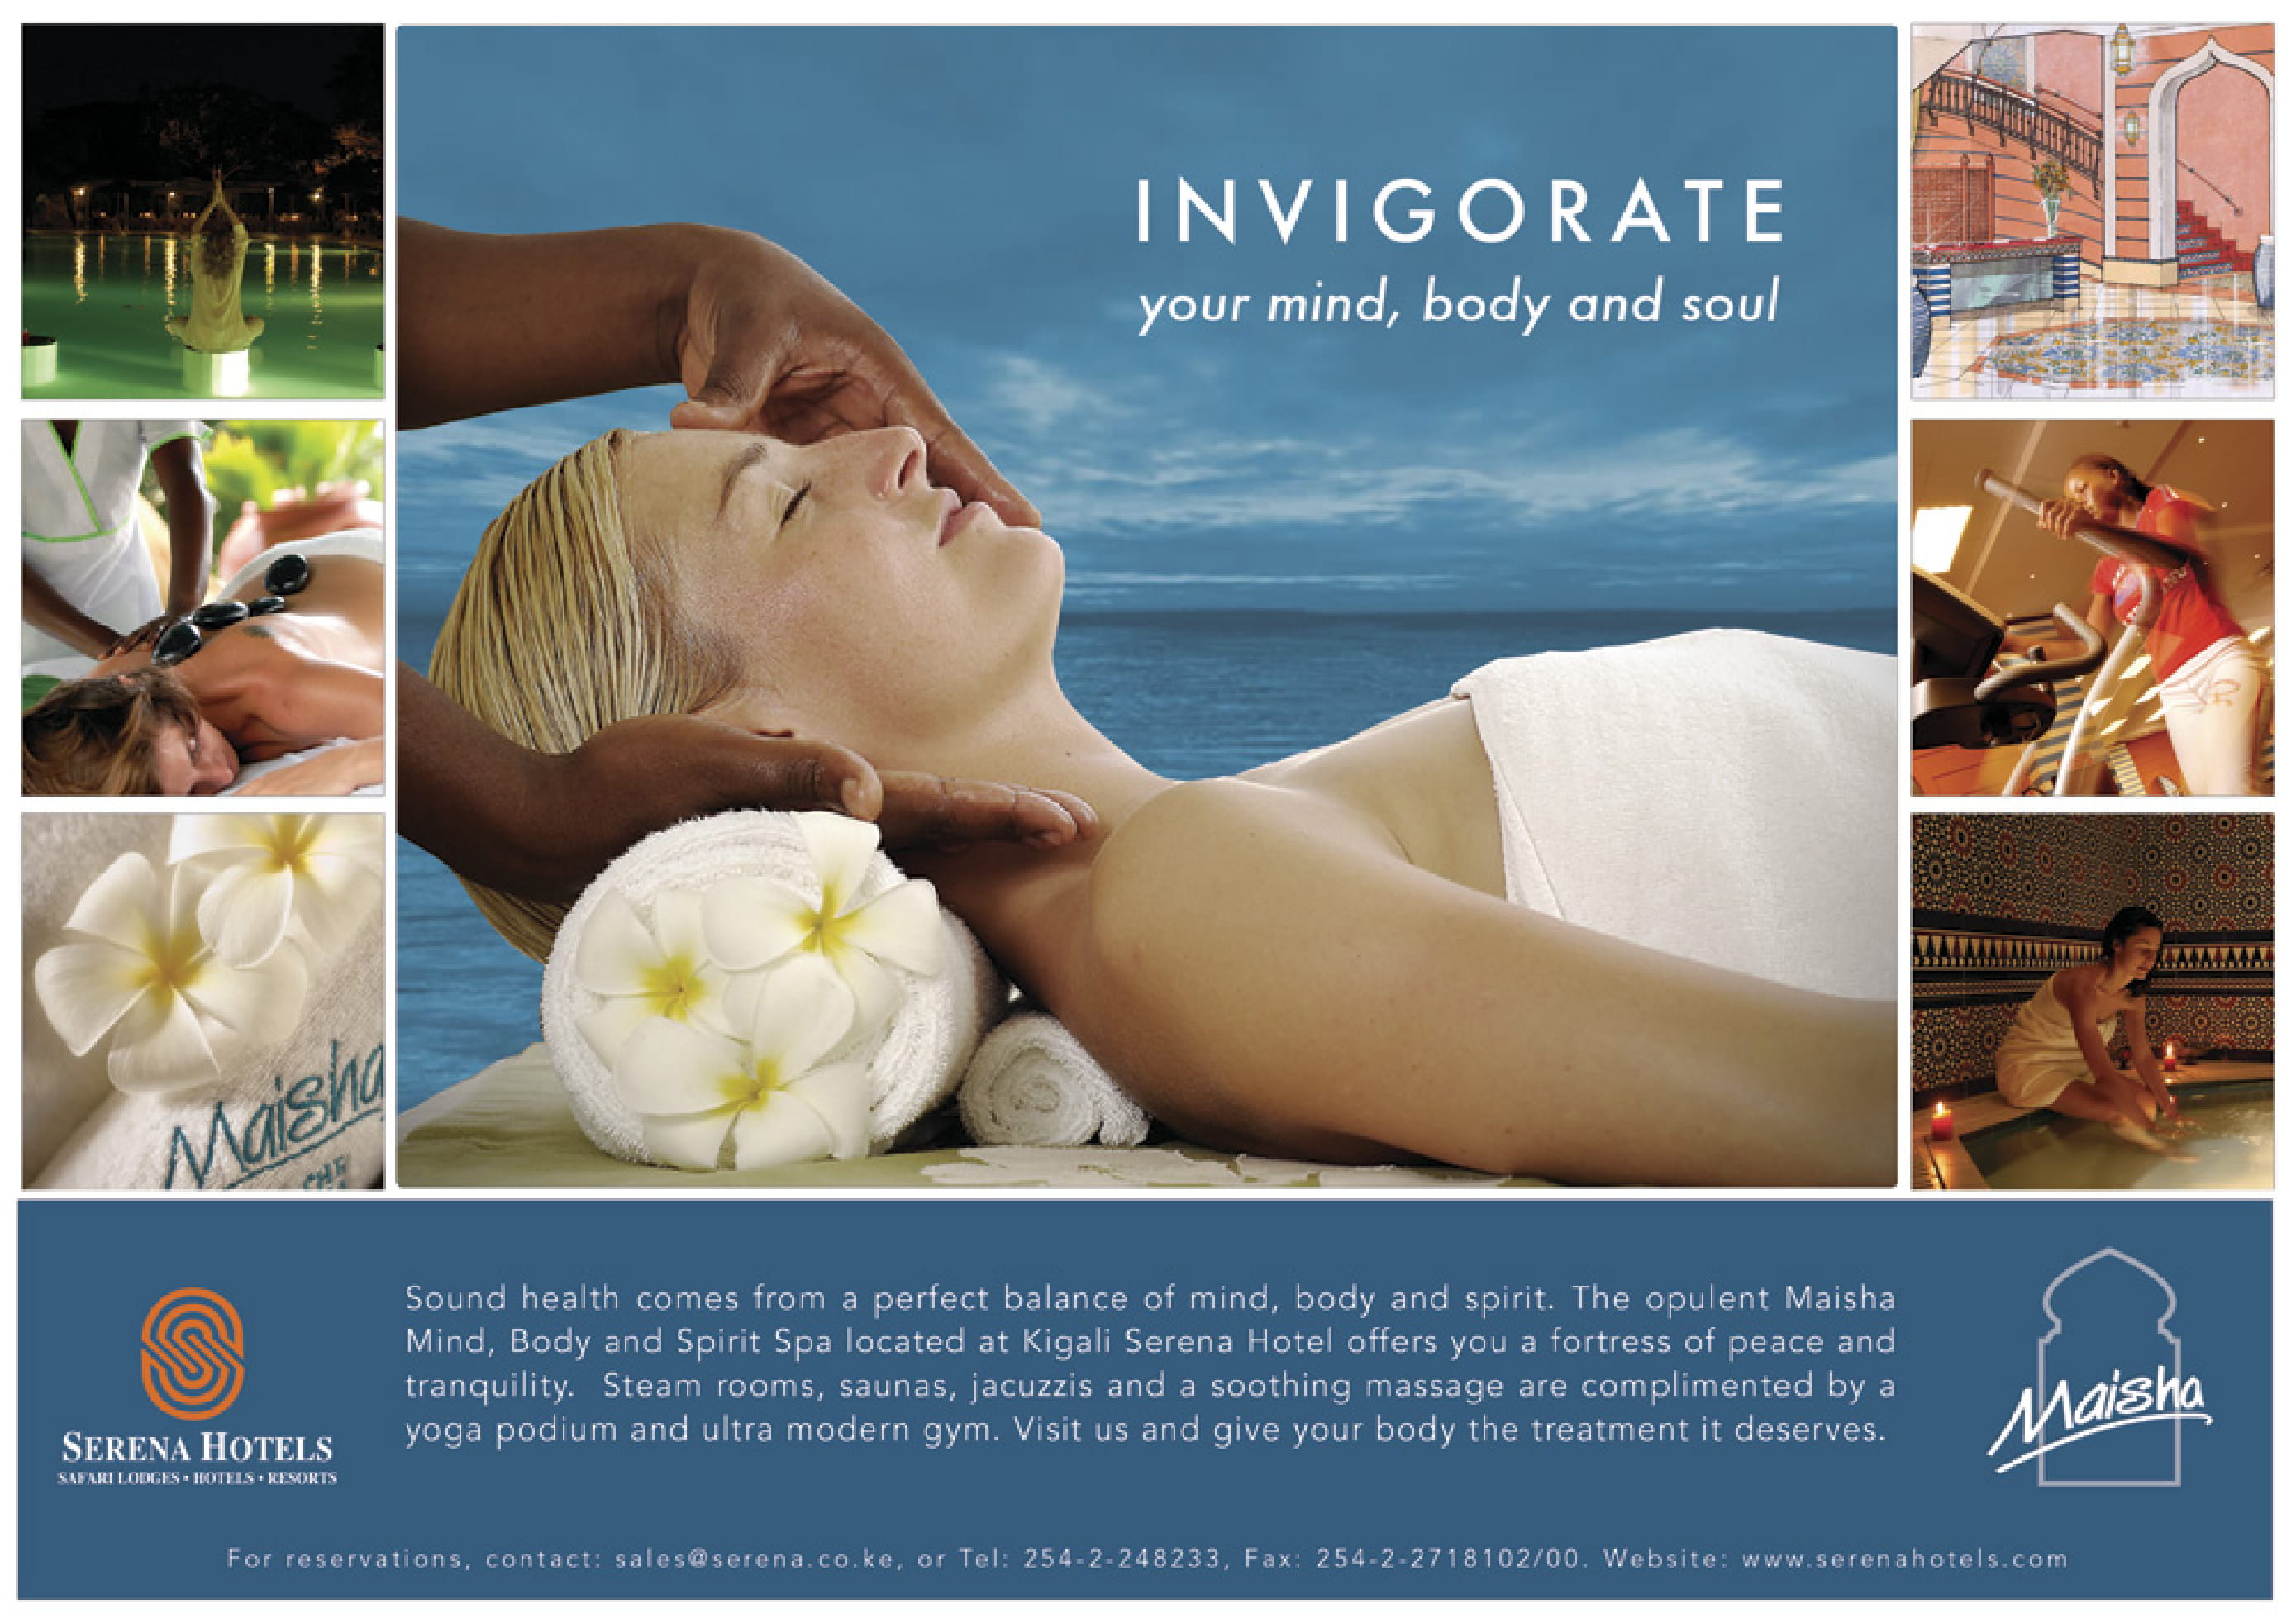 INVIGORATE
your mind, body and soul
Maisha
Sound health comes from a perfect balance of mind, body and spirit. The opulent Maisha
Mind, Body and Spirit Spa located at Kigali Serena Hotel offers you a fortress of peace and
tranquility. Steam rooms, saunas, jacuzzis and a soothing massage are complimented by a
yoga podium and ultra modern gym. Visit us and give your body the treatment it deserves.
SERENA HOTELS
SAFARI LODGES • HOTELS • RESORTS
Maisha
For reservations, contact: sales@serena.co.ke, or Tel: 254-2-248233, Fax: 254-2-2718102/00. Website: www.serenahotels.com